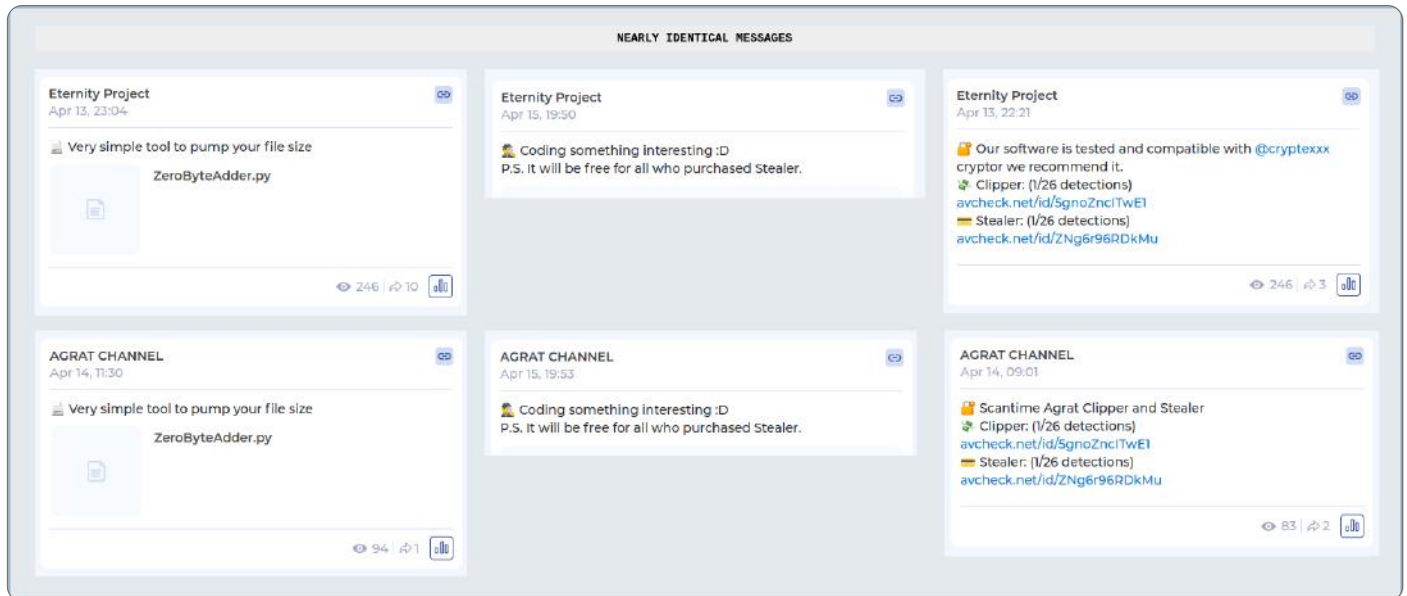 NEARLY IDENTICAL MESSAGES
Eternity Project
Apr 13, 23:04
Very simple tool to pump your file size
ZeroByteAdder.py
246 10
Eternity Project
Apr 15, 19:50
Coding something interesting :D
P.S. It will be free for all who purchased Stealer.
Eternity Project
Apr 13, 22:21
Our software is tested and compatible with @cryptexxx
cryptor we recommend it.
Clipper: (1/26 detections)
avcheck.net/id/5gnoZncITwE1
Stealer: (1/26 detections)
avcheck.net/id/ZNg6r96RDkMu
246 3
AGRAT CHANNEL
Apr 14, 11:30
Very simple tool to pump your file size
ZeroByteAdder.py
94 1
AGRAT CHANNEL
Apr 15, 19:53
Coding something interesting :D
P.S. It will be free for all who purchased Stealer.
AGRAT CHANNEL
Apr 14, 09:01
Scantime Agrat Clipper and Stealer
Clipper: (1/26 detections)
avcheck.net/id/5gnoZncITwE1
Stealer: (1/26 detections)
avcheck.net/id/ZNg6r96RDkMu
83 2